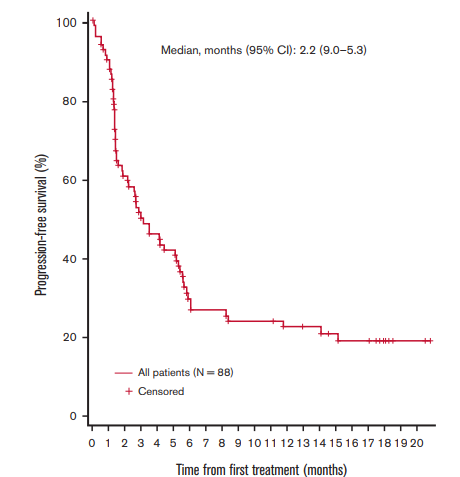 Median, months (95% CI): 2.2 (9.0–5.3)
Progression-free survival (%)
100
80
60
40
20
0
All patients (N = 88)
Censored
0 1 2 3 4 5 6 7 8 9 10 11 12 13 14 15 16 17 18 19 20
Time from first treatment (months)